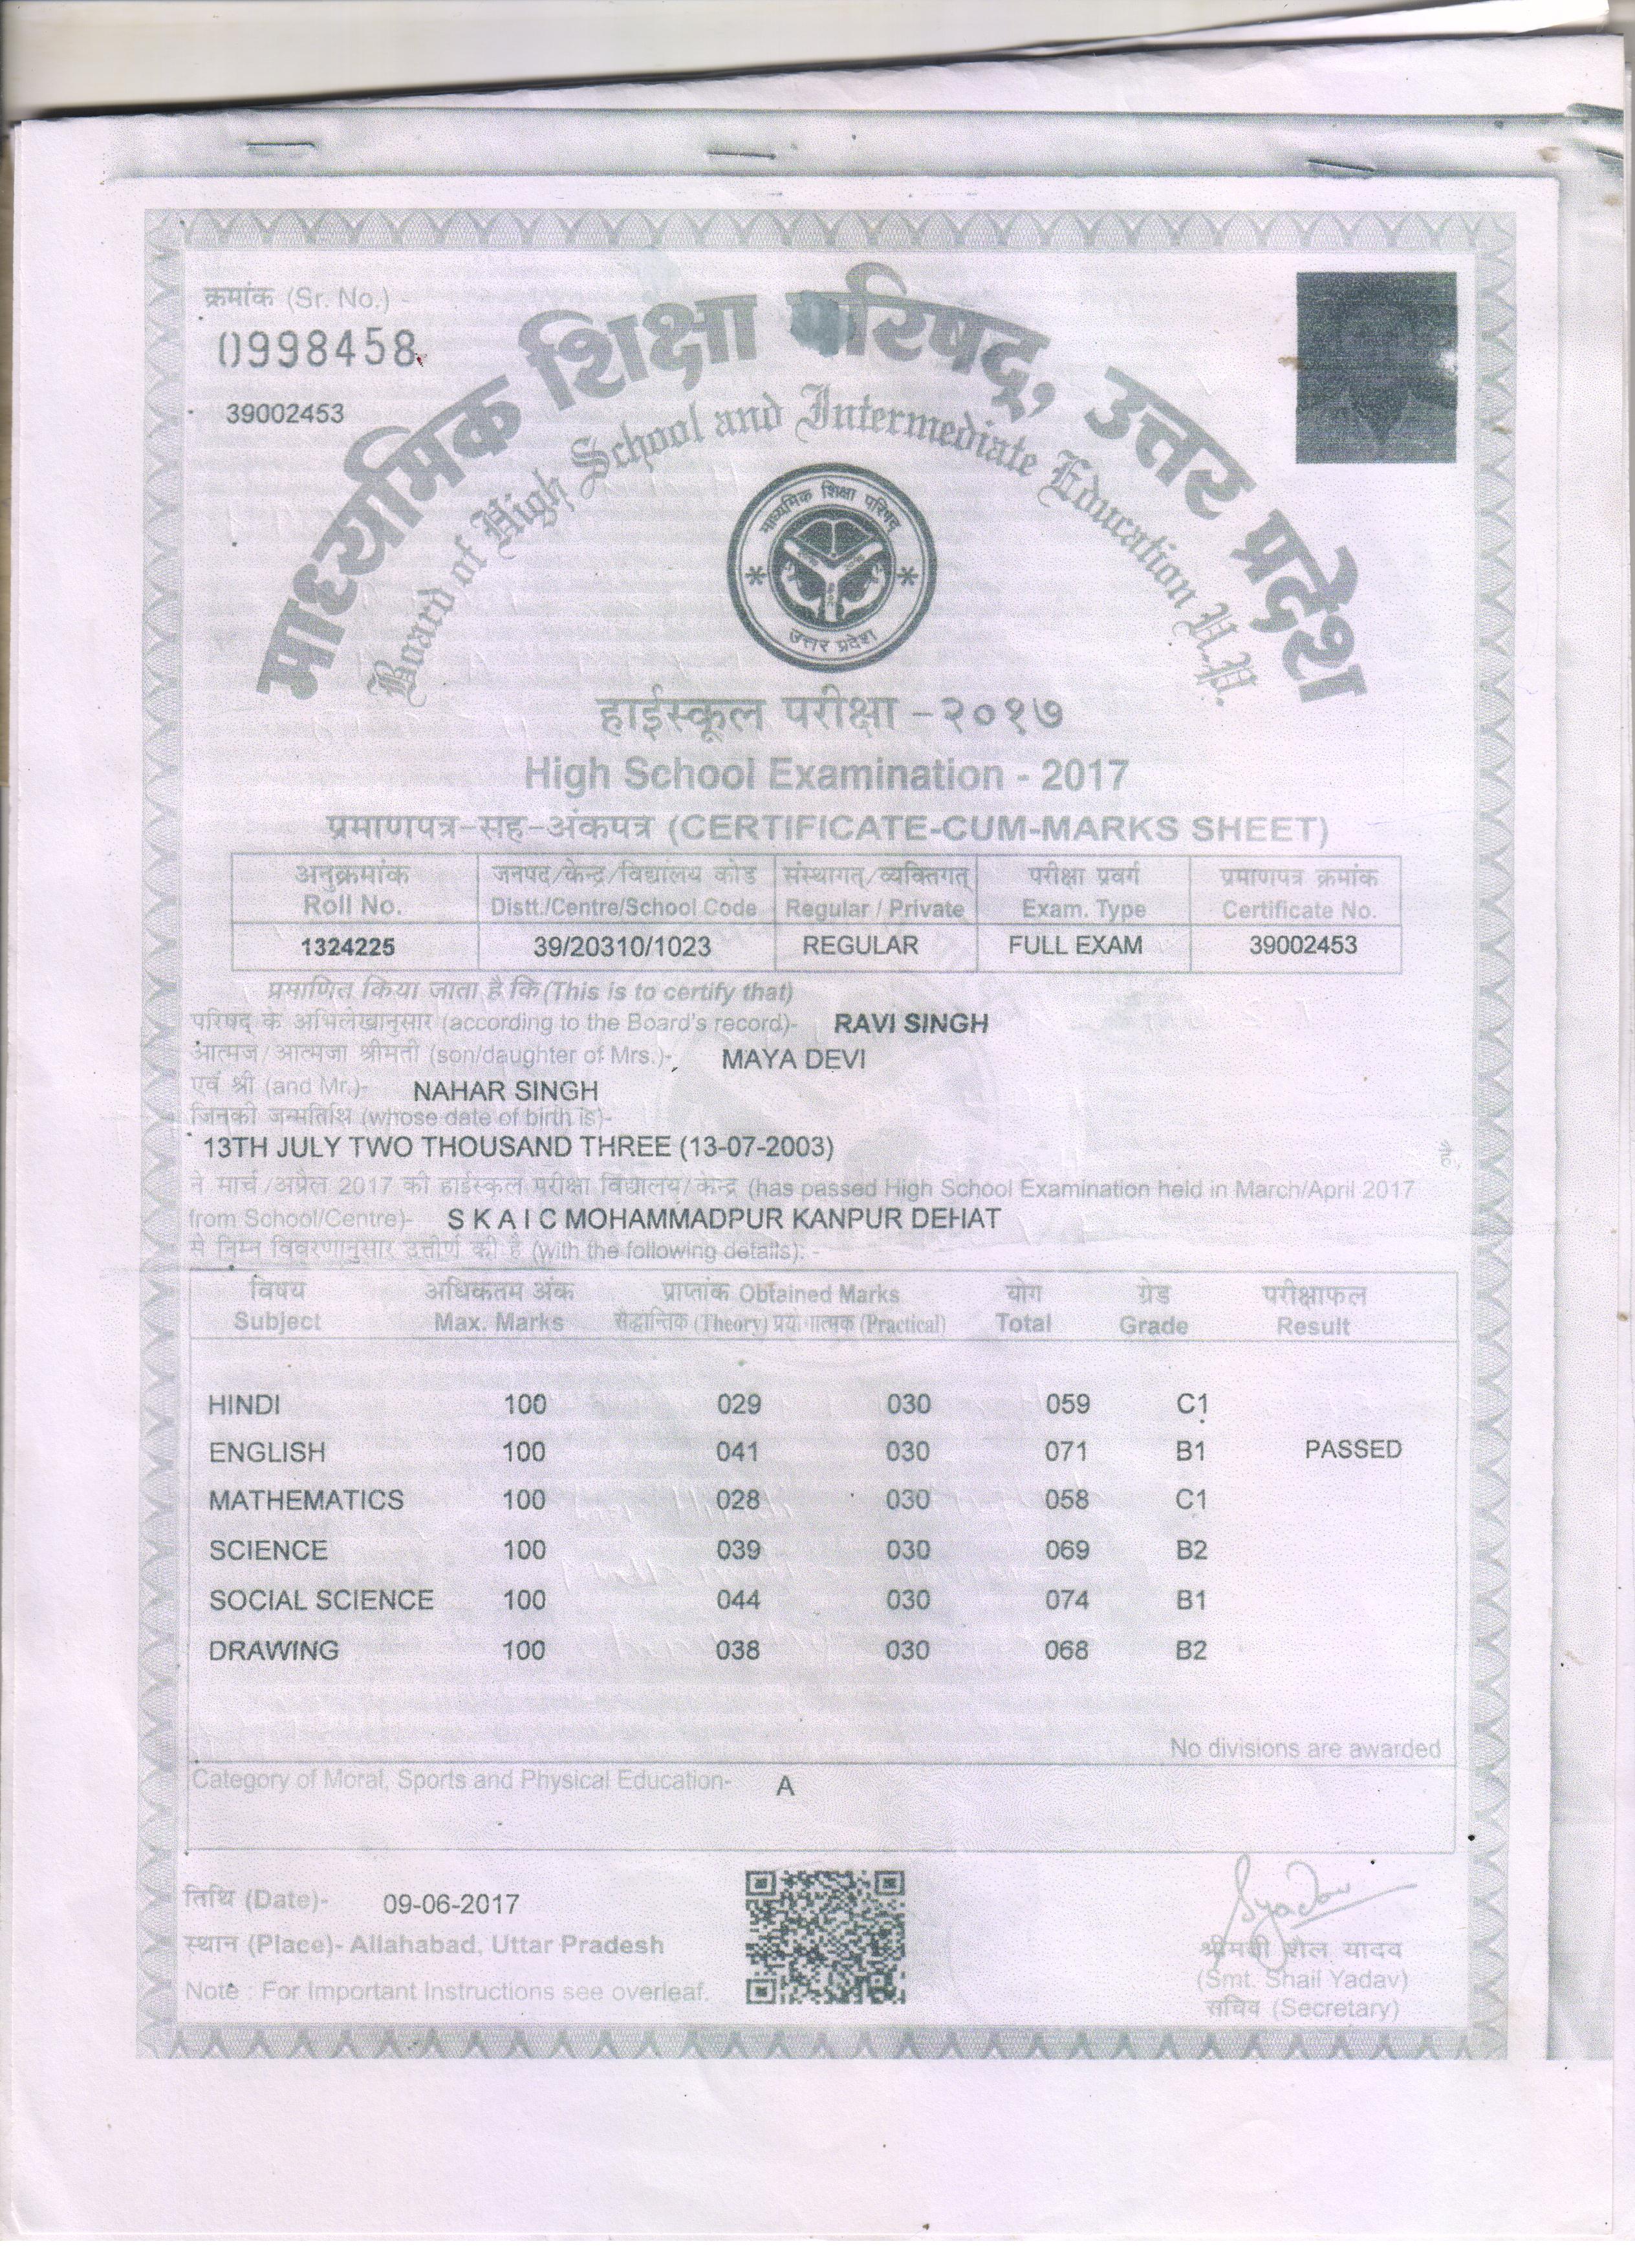 क्रमांक (Sr. No.) -
0998458
39002453
माध्यमिक शिक्षा परिषद्, उत्तर प्रदेश
Board of High School and Intermediate Education U.P.
माध्यमिक शिक्षा परिषद्
उत्तर प्रदेश
हाईस्कूल परीक्षा - २०१७
High School Examination - 2017
प्रमाणपत्र-सह-अंकपत्र (CERTIFICATE-CUM-MARKS SHEET)
अनुक्रमांक जनपद/केन्द्र/विद्यालय कोड संस्थागत्/व्यक्तिगत् परीक्षा प्रवर्ग प्रमाणपत्र क्रमांक
Roll No. Distt./Centre/School Code Regular / Private Exam. Type Certificate No.
1324225 39/20310/1023 REGULAR FULL EXAM 39002453
प्रमाणित किया जाता है कि (This is to certify that)
परिषद् के अभिलेखानुसार (according to the Board's record)- RAVI SINGH
आत्मज/आत्मजा श्रीमती (son/daughter of Mrs.)- MAYA DEVI
एवं श्री (and Mr.)- NAHAR SINGH
जिनकी जन्मतिथि (whose date of birth is)-
13TH JULY TWO THOUSAND THREE (13-07-2003)
ने मार्च/अप्रैल 2017 की हाईस्कूल परीक्षा विद्यालय/केन्द्र (has passed High School Examination held in March/April 2017
from School/Centre)- S K A I C MOHAMMADPUR KANPUR DEHAT
से निम्न विवरणानुसार उत्तीर्ण की है (with the following details): -
विषय अधिकतम अंक प्राप्तांक Obtained Marks योग ग्रेड परीक्षाफल
Subject Max. Marks सैद्धान्तिक (Theory) प्रयोगात्मक (Practical) Total Grade Result
HINDI 100 029 030 059 C1
ENGLISH 100 041 030 071 B1 PASSED
MATHEMATICS 100 028 030 058 C1
SCIENCE 100 039 030 069 B2
SOCIAL SCIENCE 100 044 030 074 B1
DRAWING 100 038 030 068 B2
No divisions are awarded
Category of Moral, Sports and Physical Education- A
तिथि (Date)- 09-06-2017
स्थान (Place)- Allahabad, Uttar Pradesh
Note : For Important Instructions see overleaf.
Syadav
श्रीमती शैल यादव
(Smt. Shail Yadav)
सचिव (Secretary)